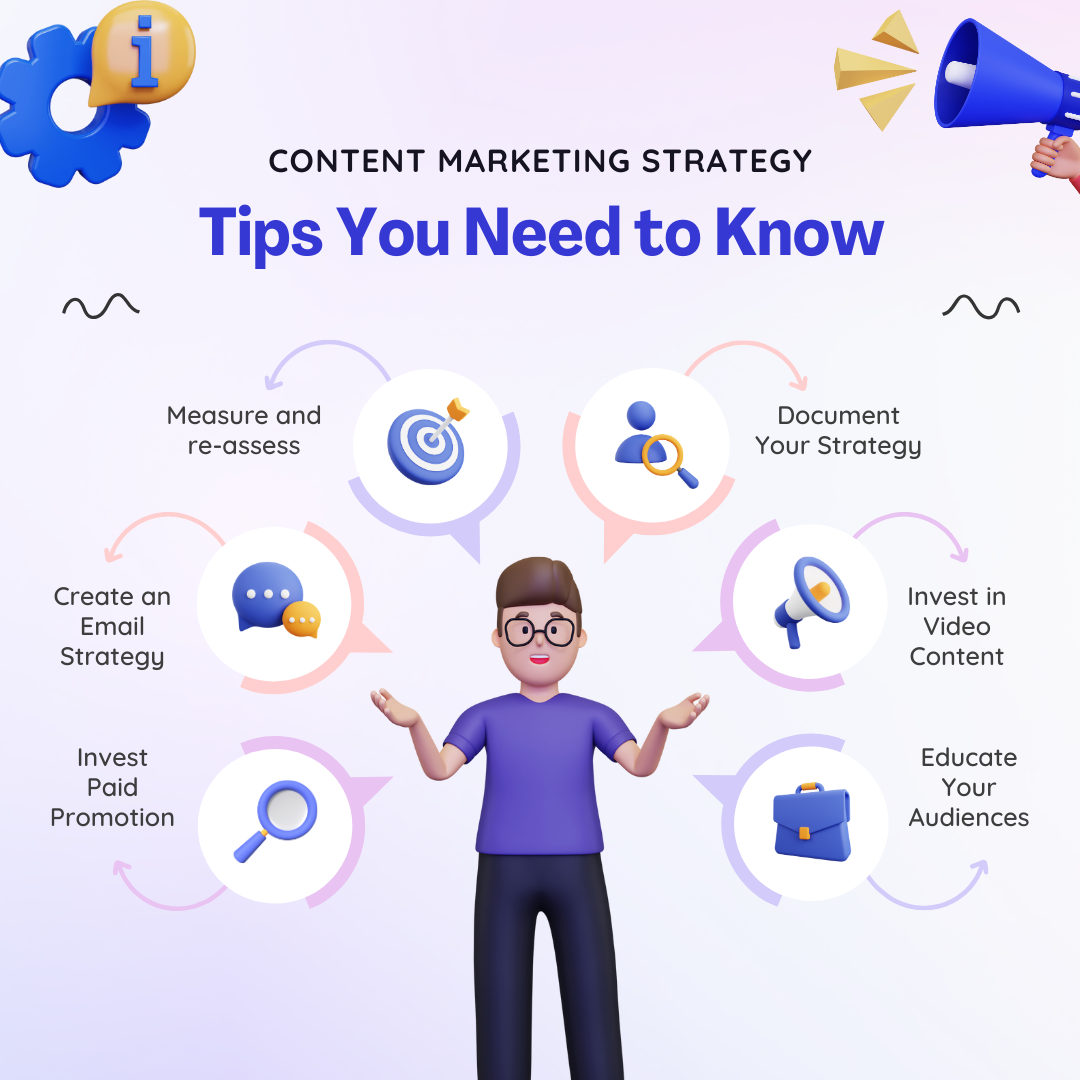 i
CONTENT MARKETING STRATEGY
Tips You Need to Know
Measure and
re-assess
Document
Your Strategy
Create an
Email
Strategy
Invest in
Video
Content
Invest
Paid
Promotion
Educate
Your
Audiences